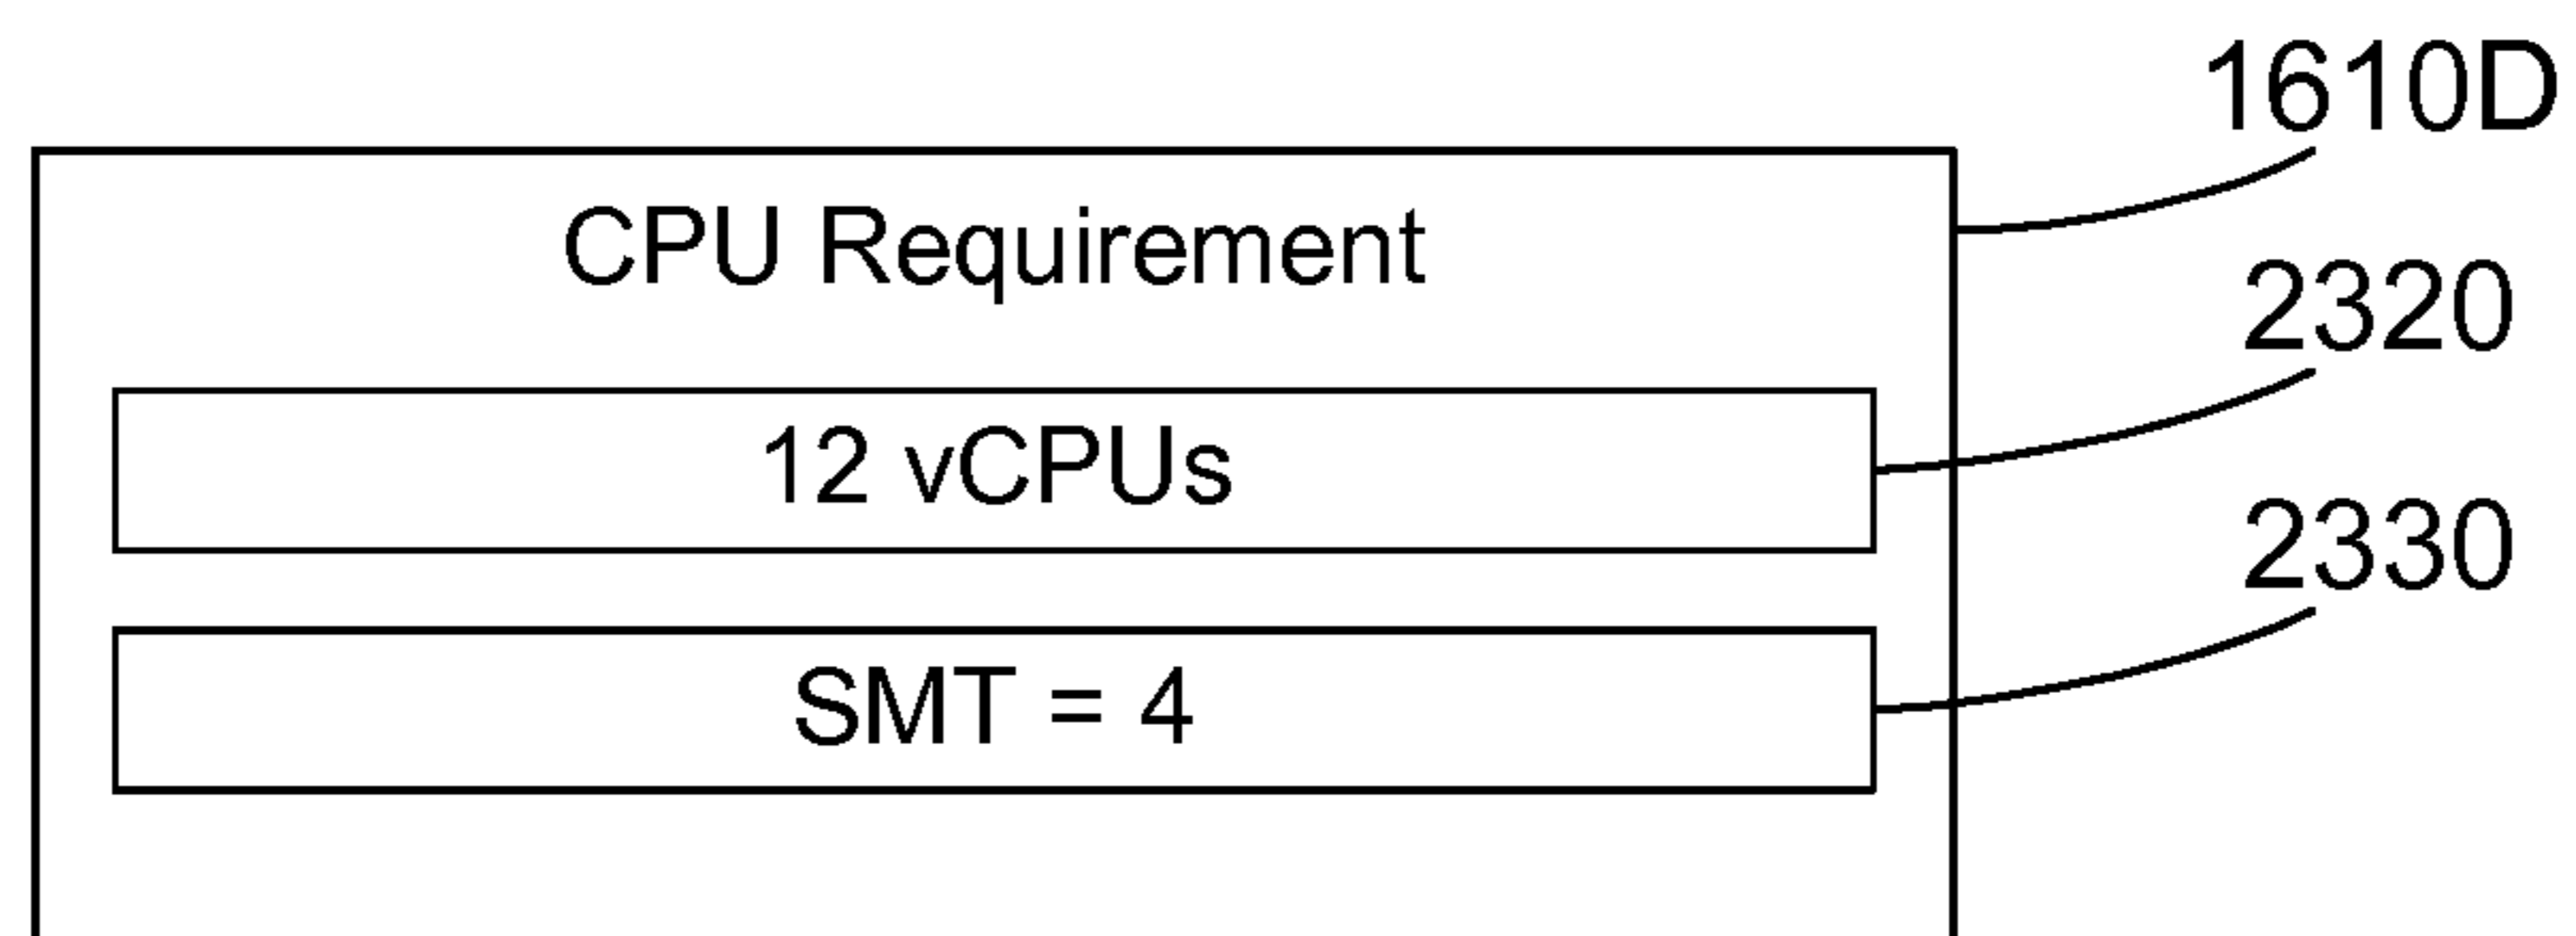 1610D
CPU Requirement
2320
12 vCPUs
2330
SMT = 4